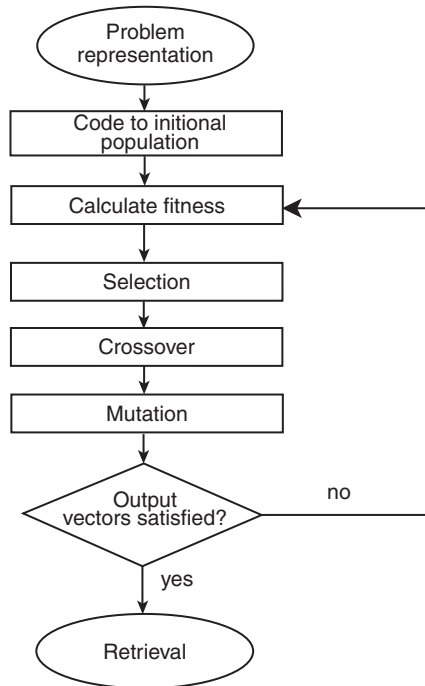 Problem
representation
Code to initional
population
Calculate fitness
Selection
Crossover
Mutation
Output
vectors satisfied?
no
yes
Retrieval